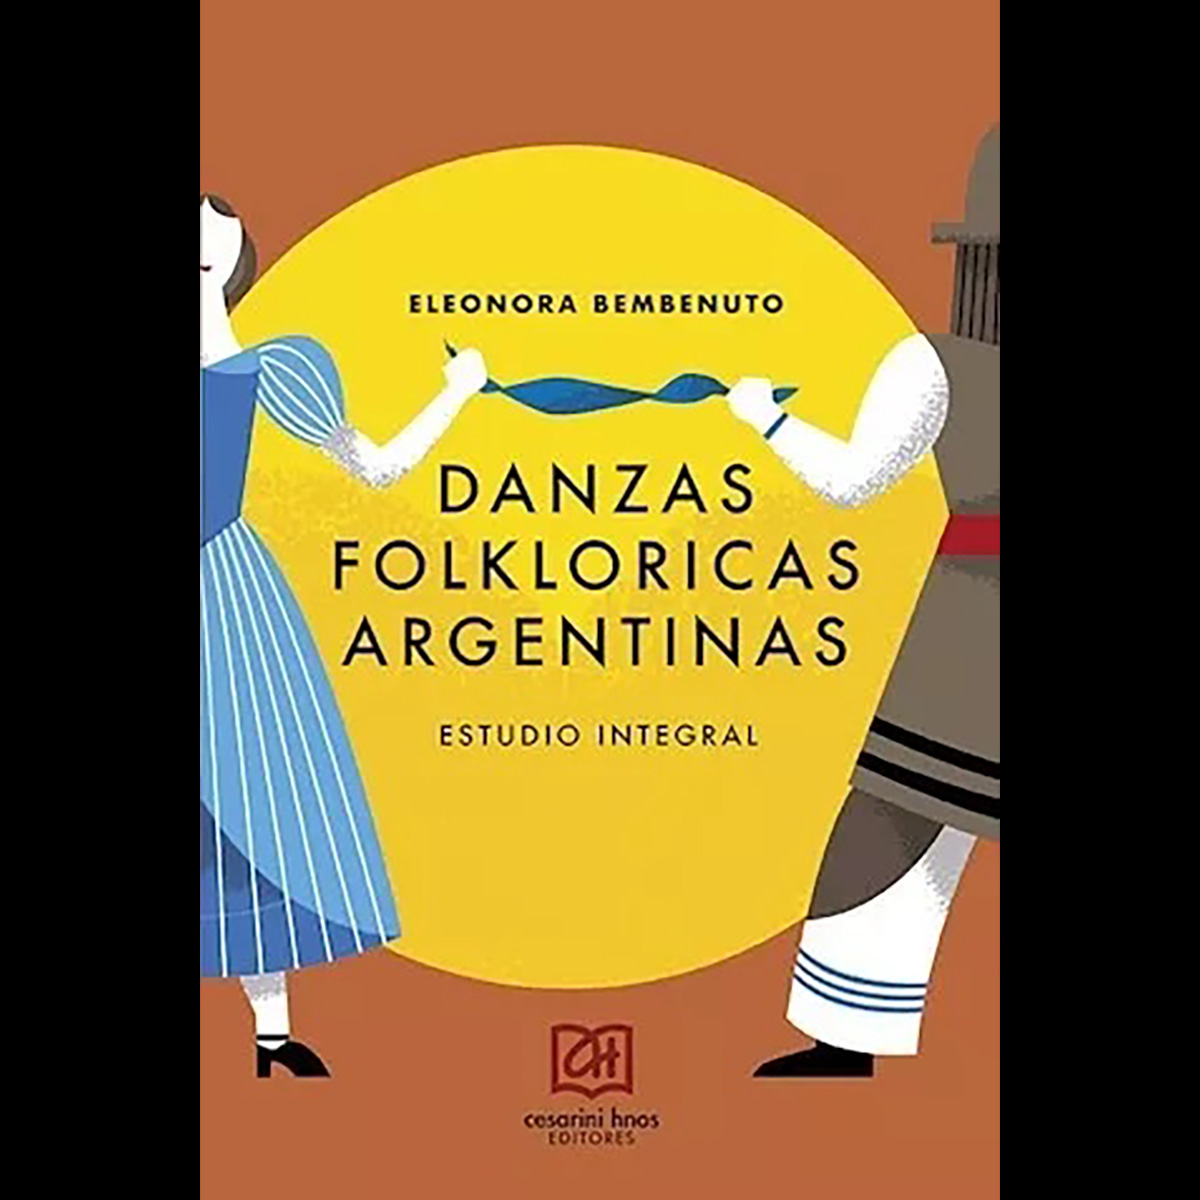 ELEONORA BEMBENUTO
DANZAS
FOLKLORICAS
ARGENTINAS
ESTUDIO INTEGRAL
CH
cesarini hnos
EDITORES